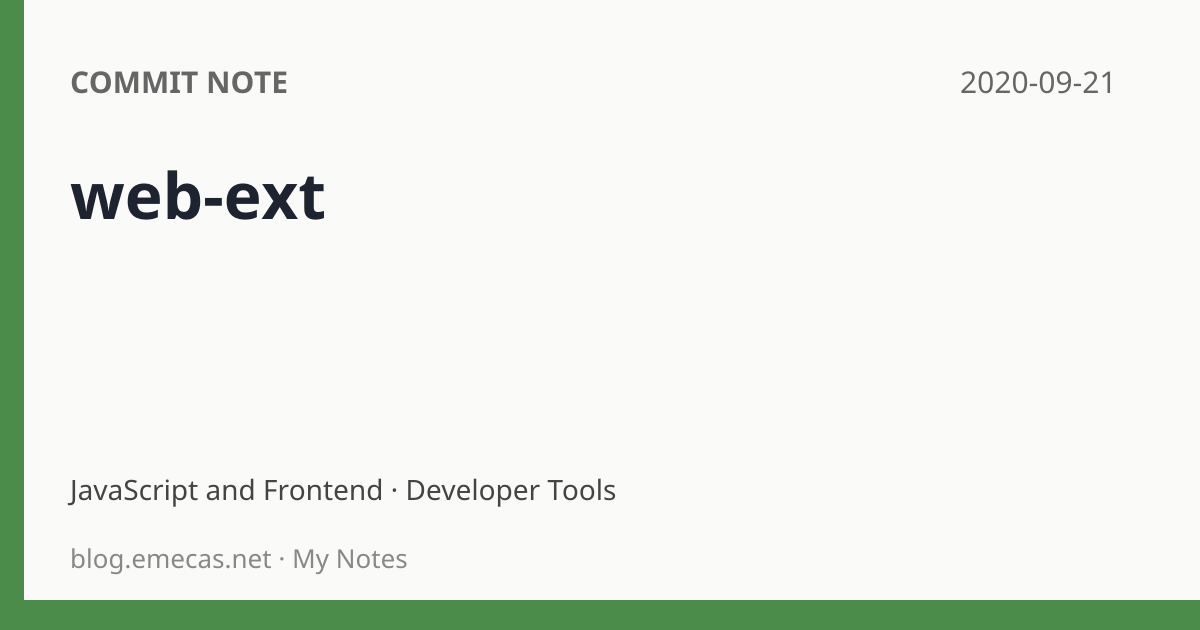 COMMIT NOTE
2020-09-21
web-ext
JavaScript and Frontend · Developer Tools
blog.emecas.net · My Notes